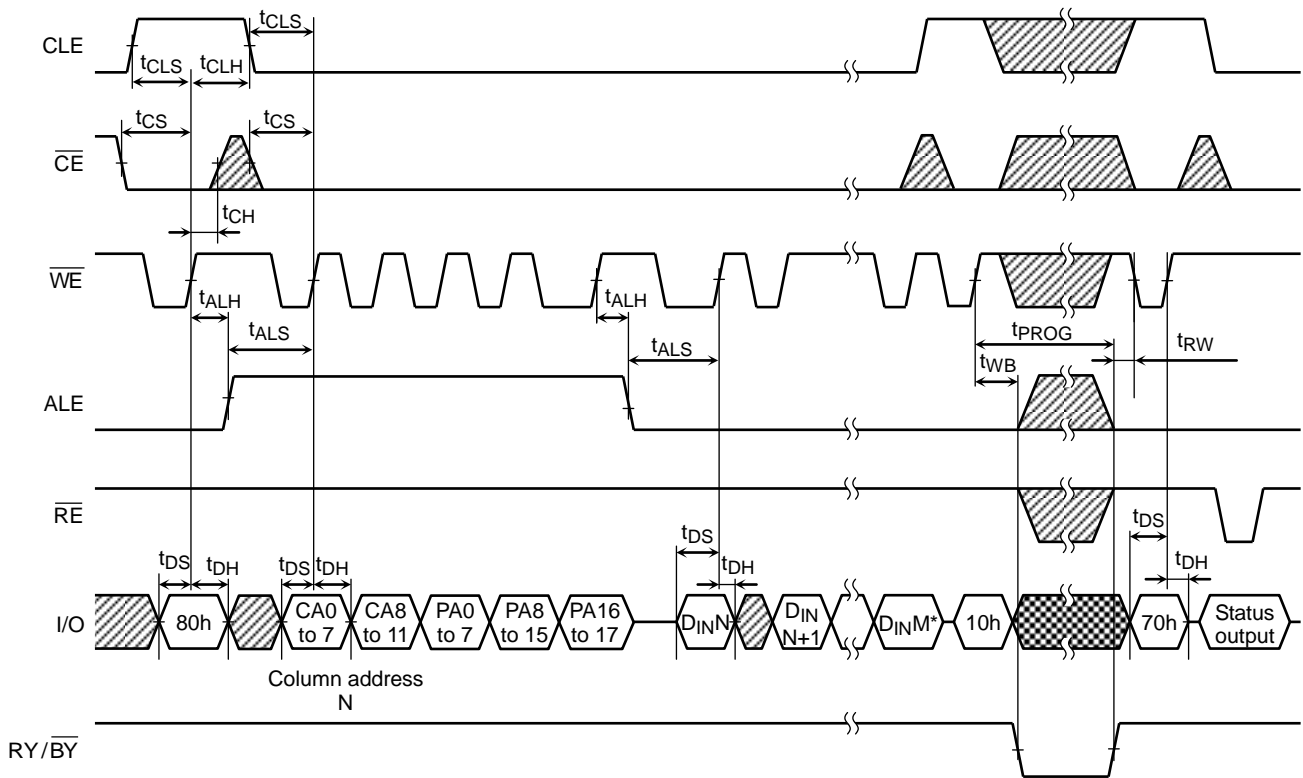 tCLS
CLE
tCLS tCLH
tCS tCS
CE
tCH
WE
tALH tALH
tALS tALS
tPROG
tWB
tRW
ALE
RE
tDS tDH tDS tDH tDS tDH tDS tDH
I/O
80h
CA0 to 7
CA8 to 11
PA0 to 7
PA8 to 15
PA16 to 17
DINN
DIN N+1
DINM*
10h
70h
Status output
Column address
N
RY/BY